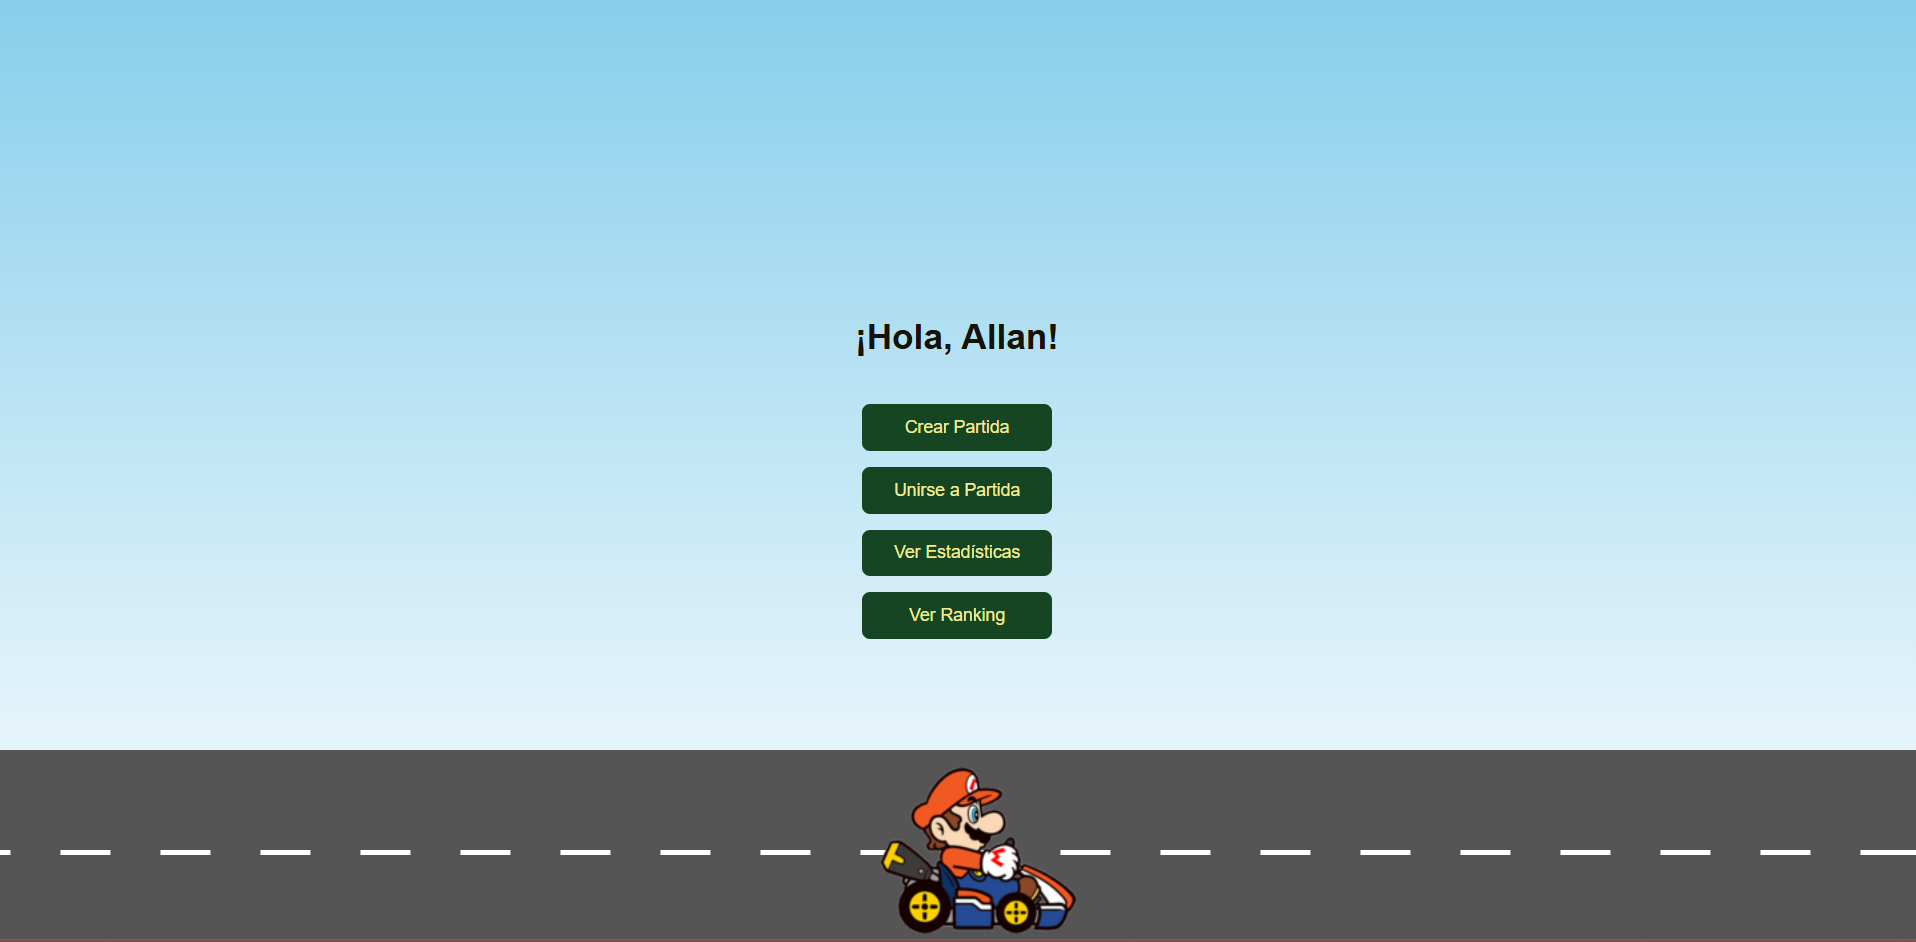 ¡Hola, Allan!
Crear Partida
Unirse a Partida
Ver Estadísticas
Ver Ranking